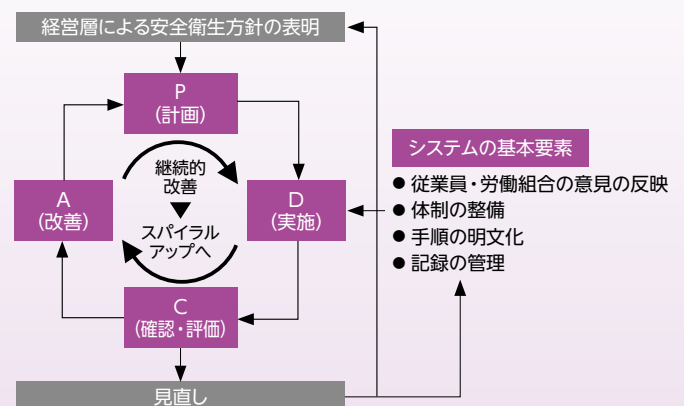 経営層による安全衛生方針の表明
P
(計画)
A
(改善)
継続的
改善
スパイラル
アップへ
D
(実施)
C
(確認・評価)
見直し
システムの基本要素
● 従業員・労働組合の意見の反映
● 体制の整備
● 手順の明文化
● 記録の管理